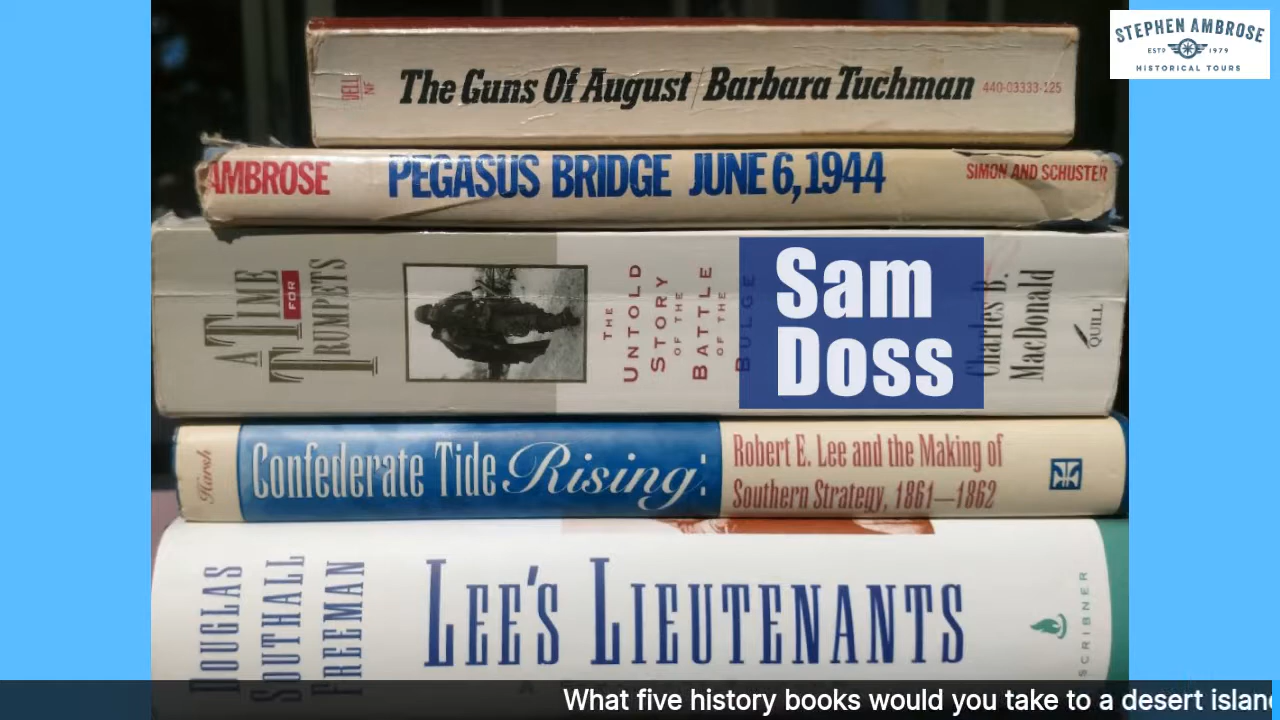 STEPHEN AMBROSE
ESTD 1979
HISTORICAL TOURS
DELL
NF
The Guns Of August / Barbara Tuchman
440-03333-125
AMBROSE PEGASUS BRIDGE JUNE 6, 1944 SIMON AND SCHUSTER
A TIME
FOR
TRUMPETS
THE
UNTOLD
STORY
OF THE
BATTLE
OF THE
BULGE
Sam
Doss
Charles B.
MacDonald
QUILL
Harsh
Confederate Tide Rising:
Robert E. Lee and the Making of
Southern Strategy, 1861—1862
DOUGLAS
SOUTHALL
FREEMAN
LEE'S LIEUTENANTS
SCRIBNER
What five history books would you take to a desert islan